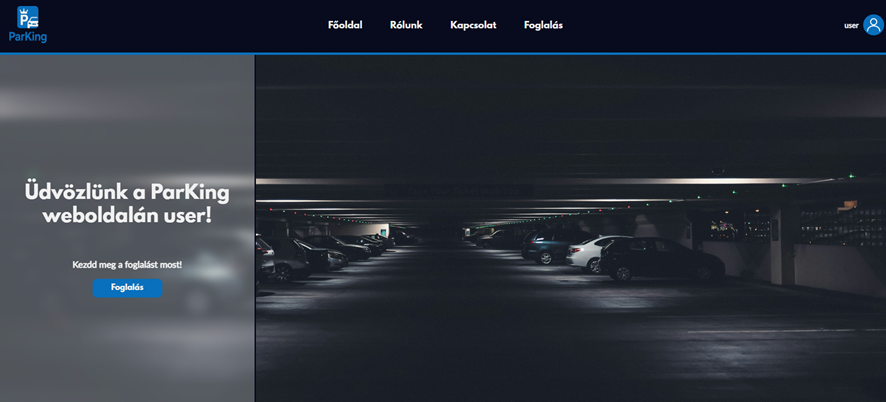 P
ParKing
Főoldal
Rólunk
Kapcsolat
Foglalás
user
Üdvözlünk a ParKing
weboldalán user!
Kezdd meg a foglalást most!
Foglalás